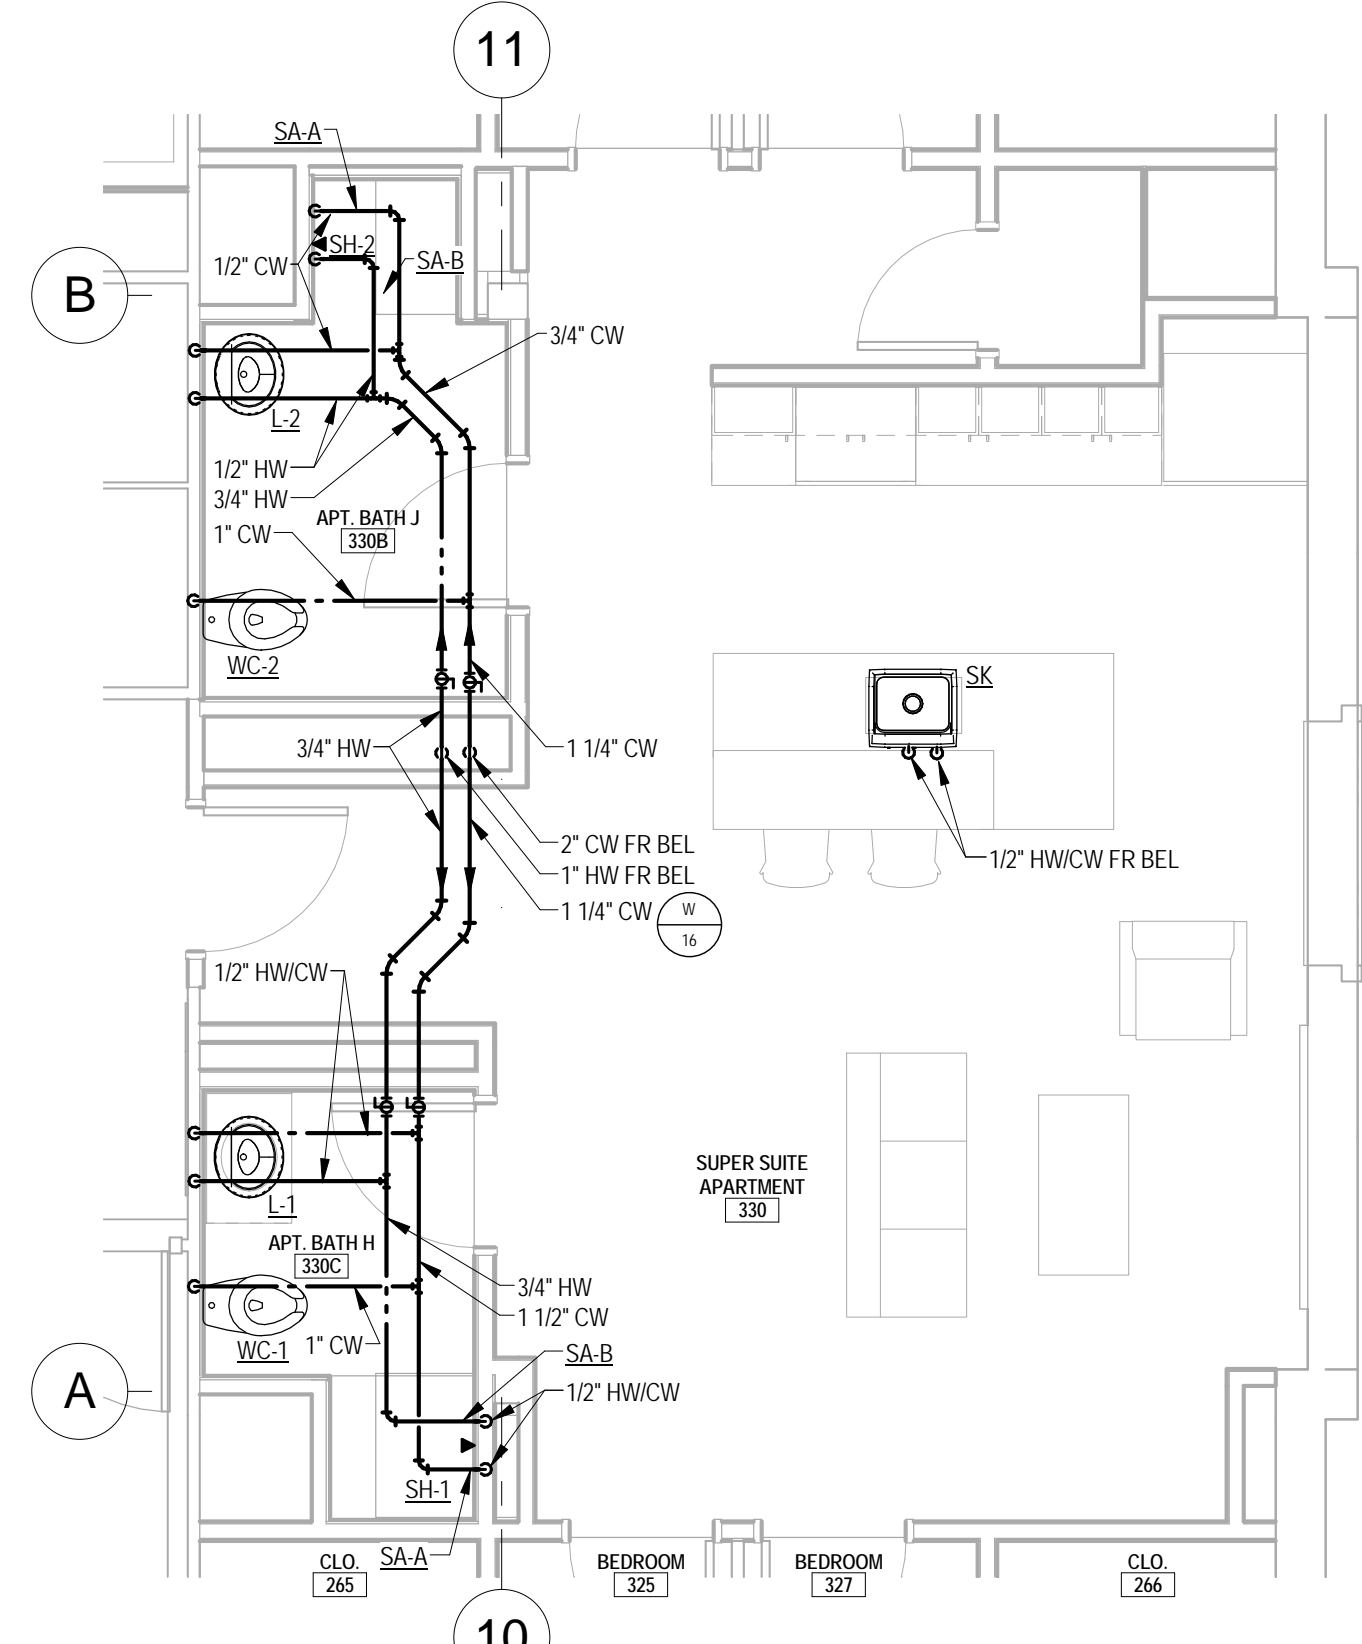 11
SA-A
SH-2
1/2" CW
SA-B
B
3/4" CW
L-2
1/2" HW
3/4" HW
APT. BATH J
330B
1" CW
WC-2
SK
3/4" HW
1 1/4" CW
2" CW FR BEL
1" HW FR BEL
1 1/4" CW
W
16
1/2" HW/CW FR BEL
1/2" HW/CW
L-1
SUPER SUITE
APARTMENT
330
APT. BATH H
330C
3/4" HW
1 1/2" CW
WC-1
1" CW
SA-B
1/2" HW/CW
A
SH-1
SA-A
CLO.
265
BEDROOM
325
BEDROOM
327
CLO.
266
10